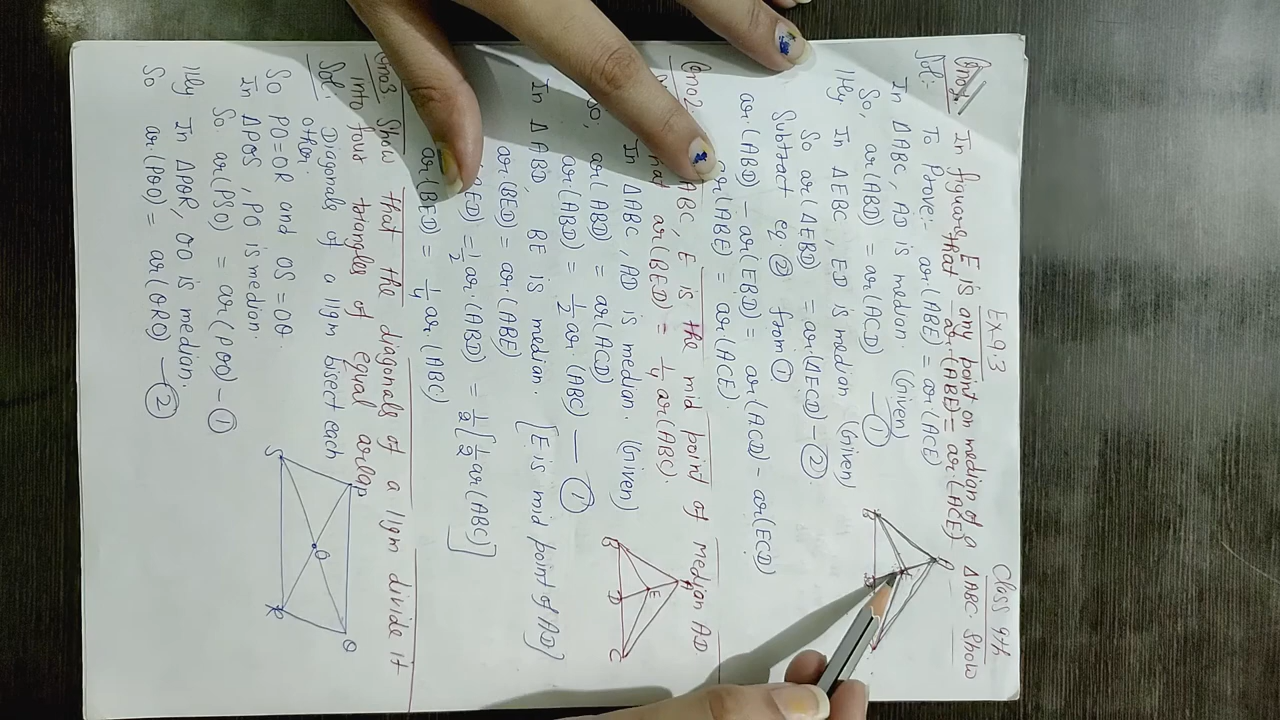 Ex 9.3
Class 9th
Qno1 In figure, E is any point on median of a ΔABC. Show
that ar.(ABE) = ar.(ACE)
Sol:- To Prove:- ar.(ABE) = ar(ACE)
In ΔABC, AD is median. (Given)
So, ar(ABD) = ar(ACD) — ①
Illy In ΔEBC, ED is median (Given)
So ar(ΔEBD) = ar(ΔECD) — ②
Subtract eq. ② from ①
ar.(ABD) - ar(EBD) = ar(ACD) - ar(ECD)
ar(ABE) = ar(ACE).
A
B
D
Qno2 ABC, E is the mid point of median AD
that ar(BED) = 1/4 ar(ABC).
In ΔABC, AD is median. (Given)
So, ar(ABD) = ar(ACD)
ar.(ABD) = 1/2 ar.(ABC) — ①
In ΔABD, BE is median. [E is mid point of AD]
ar(BED) = ar.(ABE)
BED) = 1/2 ar.(ABD) = 1/2 [1/2 ar(ABC)]
ar(BED) = 1/4 ar(ABC)
A
B
E
D
C
Qno3. Show that the diagonals of a llgm divide it
into four triangles of equal area
Sol. Diagonals of a llgm bisect each
other.
So PO = OR and OS = OQ.
In ΔPQS, PO is median.
So ar(PSO) = ar(POQ) — ①
Illy In ΔPQR, OQ is median.
So ar(PQO) = ar(QRO) — ②
P
S
O
R
Q